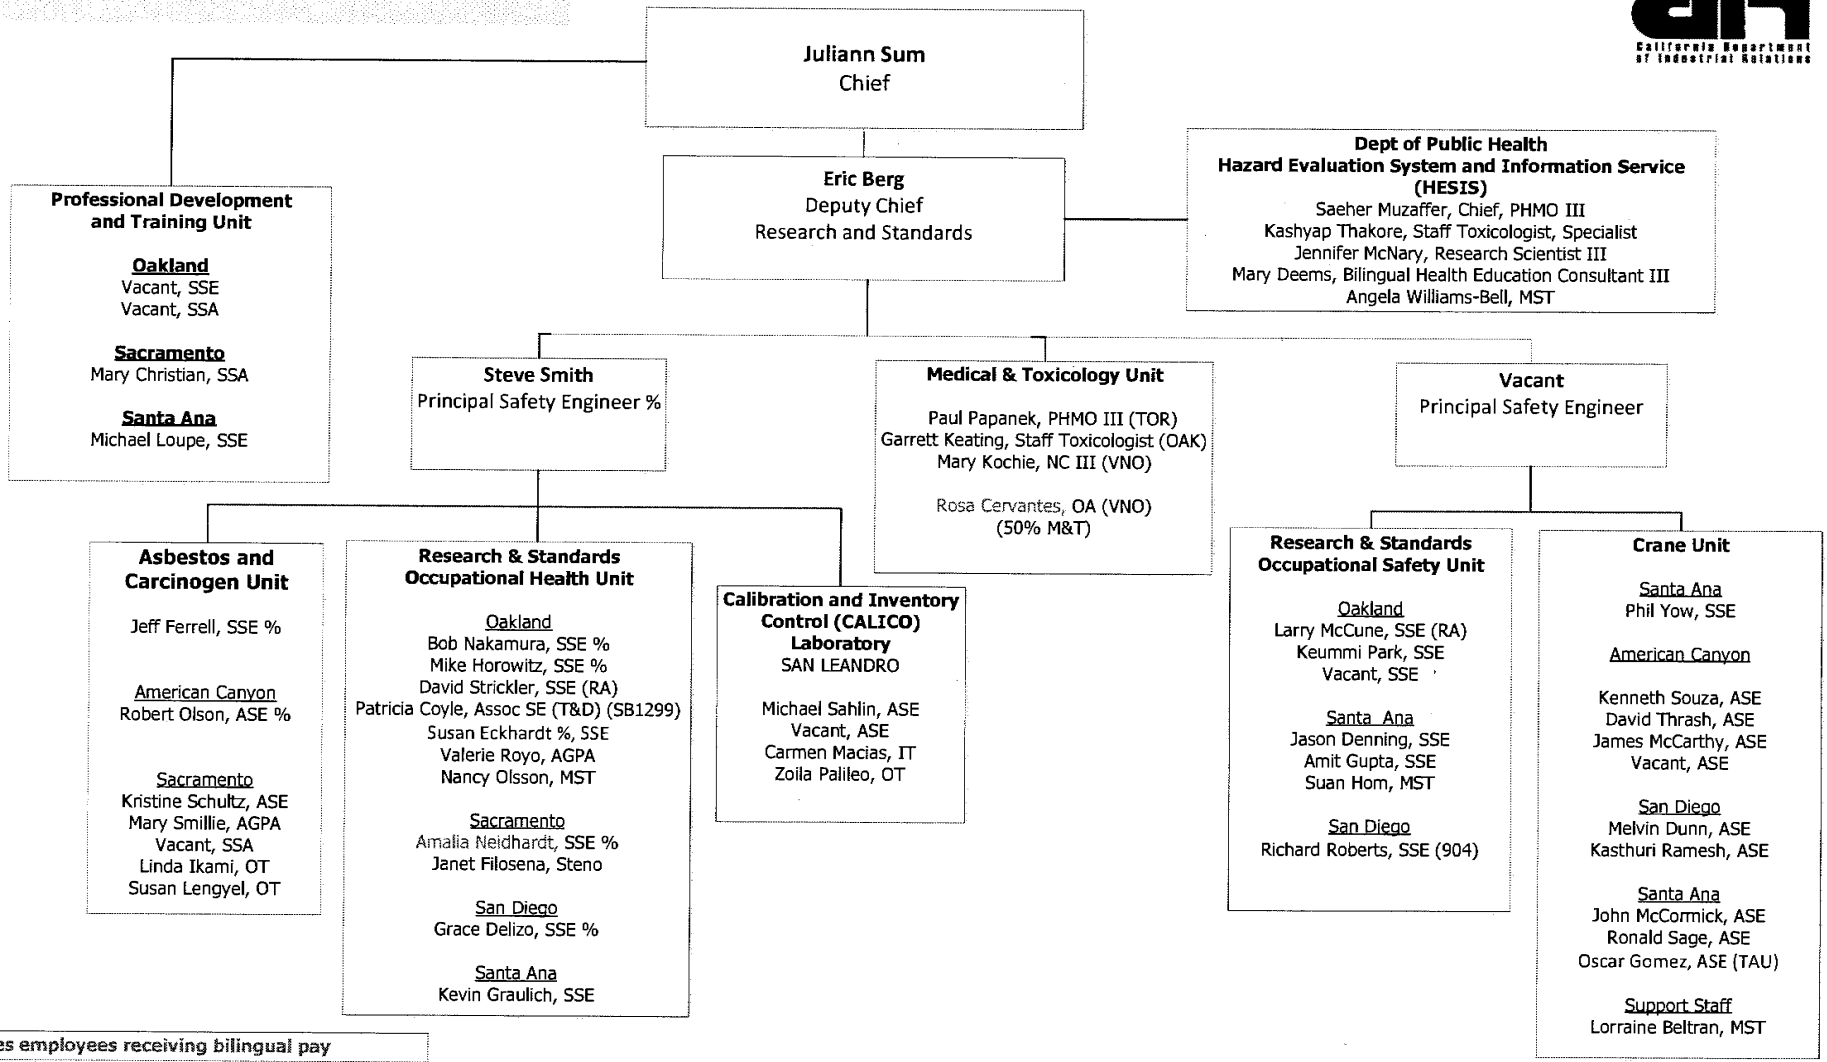 California Department
of Industrial Relations
Juliann Sum
Chief
Eric Berg
Deputy Chief
Research and Standards
Dept of Public Health
Hazard Evaluation System and Information Service
(HESIS)
Saeher Muzaffer, Chief, PHMO III
Kashyap Thakore, Staff Toxicologist, Specialist
Jennifer McNary, Research Scientist III
Mary Deems, Bilingual Health Education Consultant III
Angela Williams-Bell, MST
Professional Development
and Training Unit
Oakland
Vacant, SSE
Vacant, SSA
Sacramento
Mary Christian, SSA
Santa Ana
Michael Loupe, SSE
Steve Smith
Principal Safety Engineer %
Medical & Toxicology Unit
Paul Papanek, PHMO III (TOR)
Garrett Keating, Staff Toxicologist (OAK)
Mary Kochie, NC III (VNO)
Rosa Cervantes, OA (VNO)
(50% M&T)
Vacant
Principal Safety Engineer
Asbestos and
Carcinogen Unit
Jeff Ferrell, SSE %
American Canyon
Robert Olson, ASE %
Sacramento
Kristine Schultz, ASE
Mary Smillie, AGPA
Vacant, SSA
Linda Ikami, OT
Susan Lengyel, OT
Research & Standards
Occupational Health Unit
Oakland
Bob Nakamura, SSE %
Mike Horowitz, SSE %
David Strickler, SSE (RA)
Patricia Coyle, Assoc SE (T&D) (SB1299)
Susan Eckhardt %, SSE
Valerie Royo, AGPA
Nancy Olsson, MST
Sacramento
Amalia Neidhardt, SSE %
Janet Filosena, Steno
San Diego
Grace Delizo, SSE %
Santa Ana
Kevin Graulich, SSE
Calibration and Inventory
Control (CALICO)
Laboratory
SAN LEANDRO
Michael Sahlin, ASE
Vacant, ASE
Carmen Macias, IT
Zoila Palileo, OT
Research & Standards
Occupational Safety Unit
Oakland
Larry McCune, SSE (RA)
Keummi Park, SSE
Vacant, SSE
Santa Ana
Jason Denning, SSE
Amit Gupta, SSE
Suan Hom, MST
San Diego
Richard Roberts, SSE (904)
Crane Unit
Santa Ana
Phil Yow, SSE
American Canyon
Kenneth Souza, ASE
David Thrash, ASE
James McCarthy, ASE
Vacant, ASE
San Diego
Melvin Dunn, ASE
Kasthuri Ramesh, ASE
Santa Ana
John McCormick, ASE
Ronald Sage, ASE
Oscar Gomez, ASE (TAU)
Support Staff
Lorraine Beltran, MST
es employees receiving bilingual pay